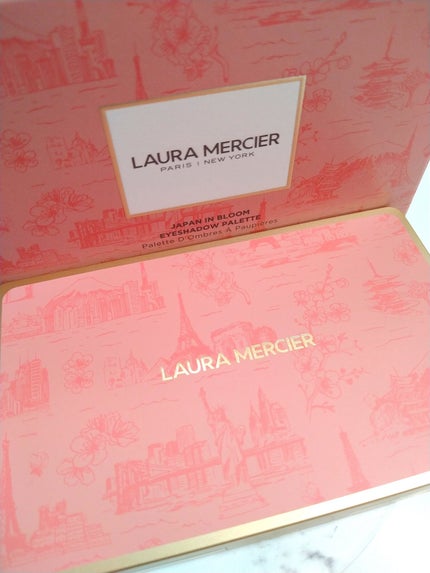 LAURA MERCIER
PARIS | NEW YORK
JAPAN IN BLOOM
EYESHADOW PALETTE
Palette D'Ombres À Paupières
LAURA MERCIER